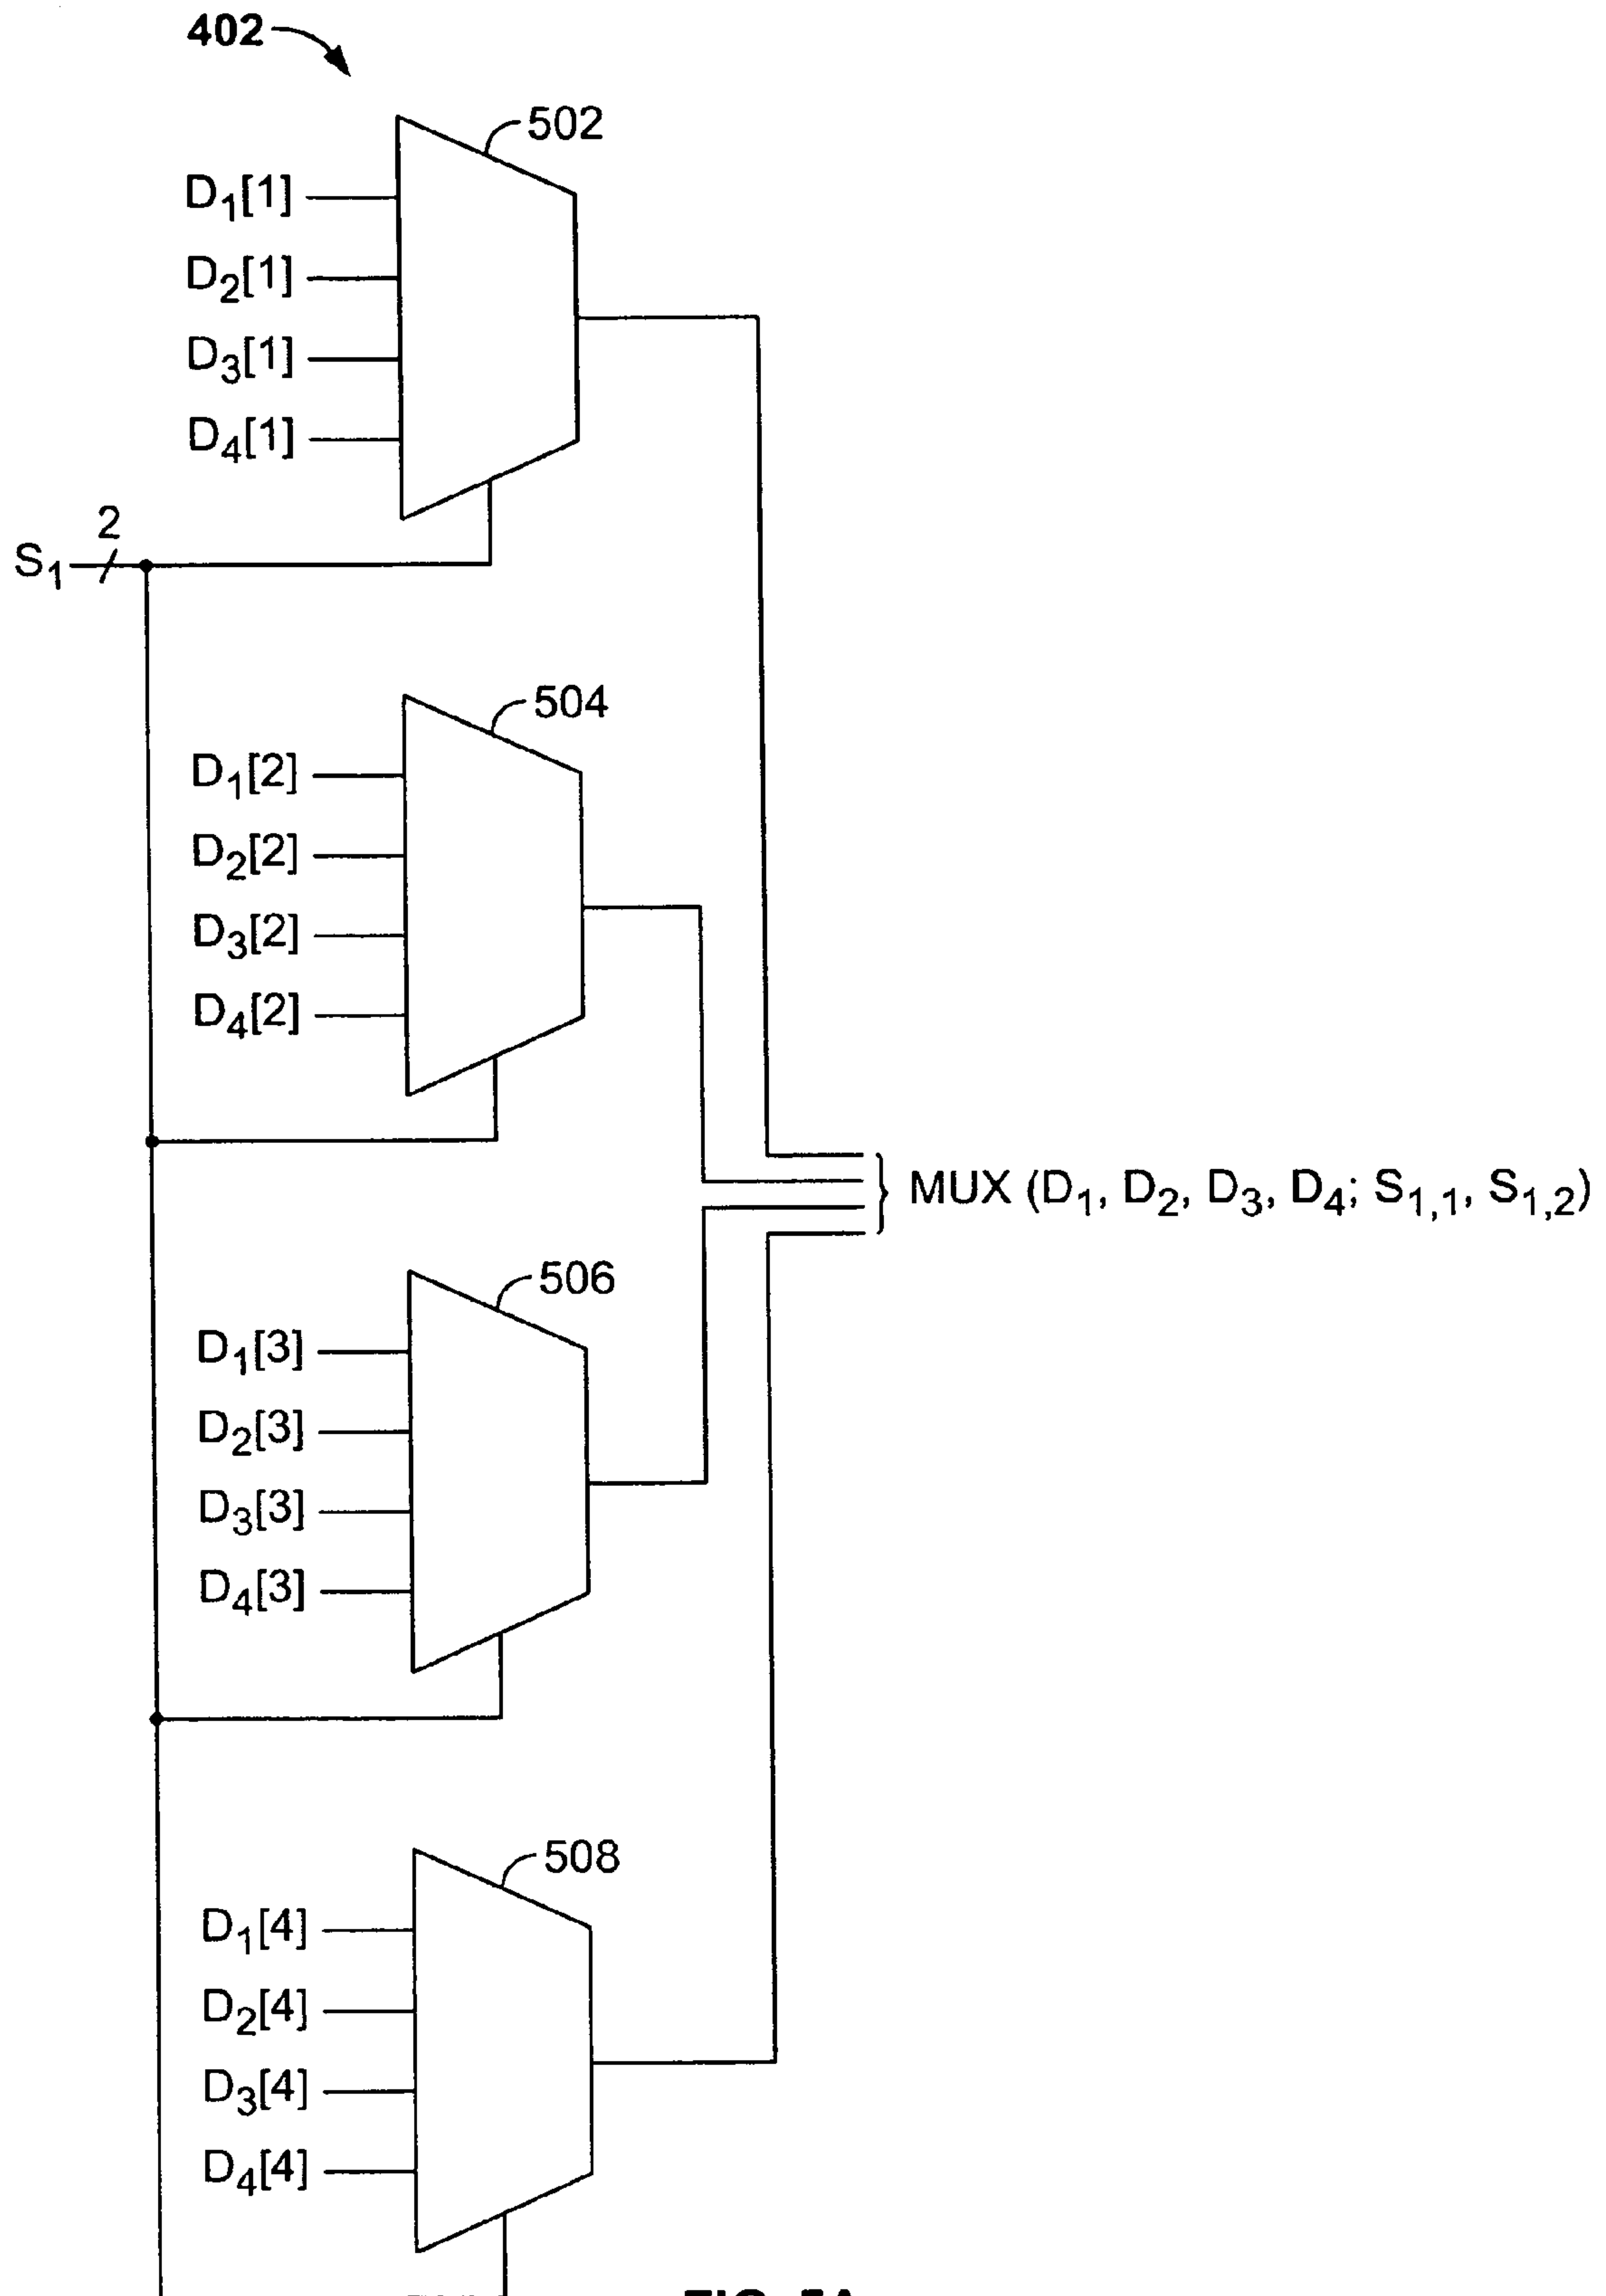 402
502
D₁[1]
D₂[1]
D₃[1]
D₄[1]
2
S₁
504
D₁[2]
D₂[2]
D₃[2]
D₄[2]
MUX (D₁, D₂, D₃, D₄; S₁,₁, S₁,₂)
506
D₁[3]
D₂[3]
D₃[3]
D₄[3]
508
D₁[4]
D₂[4]
D₃[4]
D₄[4]